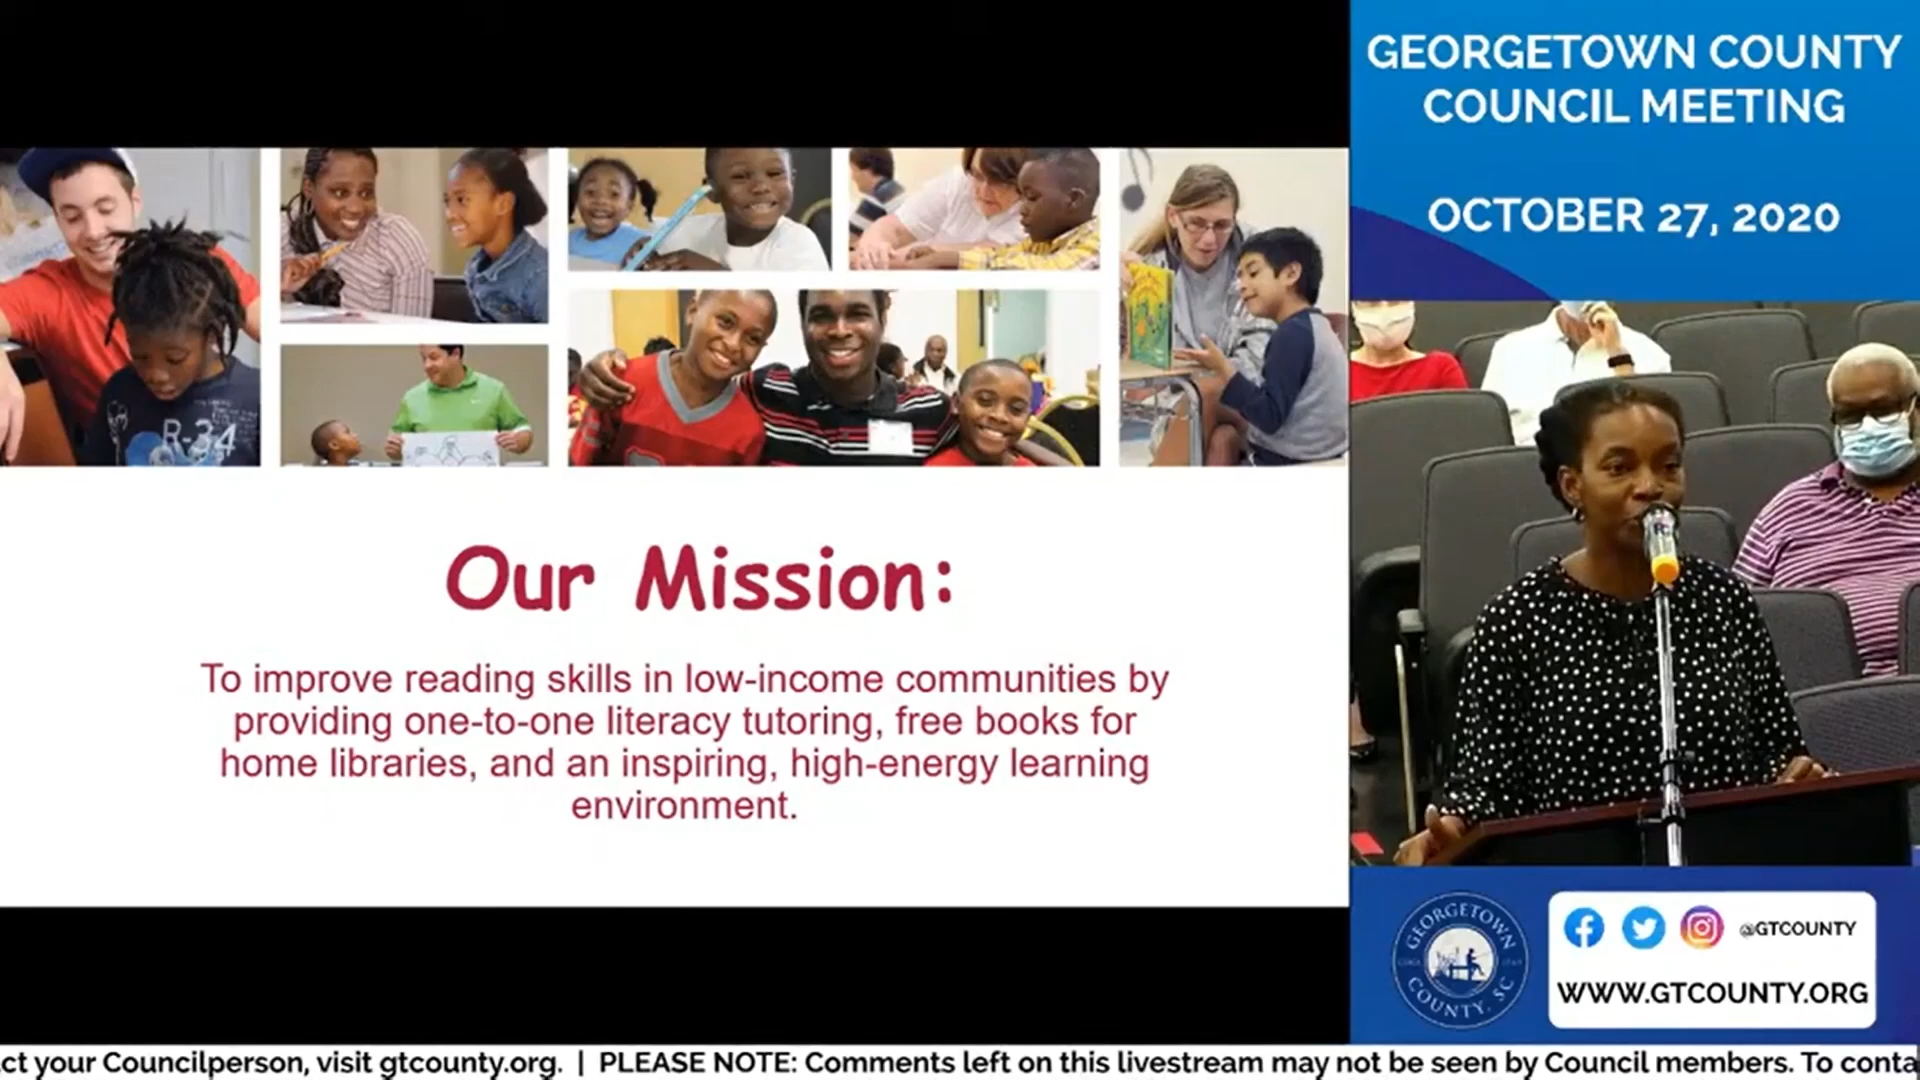 GEORGETOWN COUNTY
COUNCIL MEETING
OCTOBER 27, 2020
R-34
Our Mission:
To improve reading skills in low-income communities by
providing one-to-one literacy tutoring, free books for
home libraries, and an inspiring, high-energy learning
environment.
GEORGETOWN
COUNTY, SC
@GTCOUNTY
WWW.GTCOUNTY.ORG
ct your Councilperson, visit gtcounty.org. | PLEASE NOTE: Comments left on this livestream may not be seen by Council members. To conta